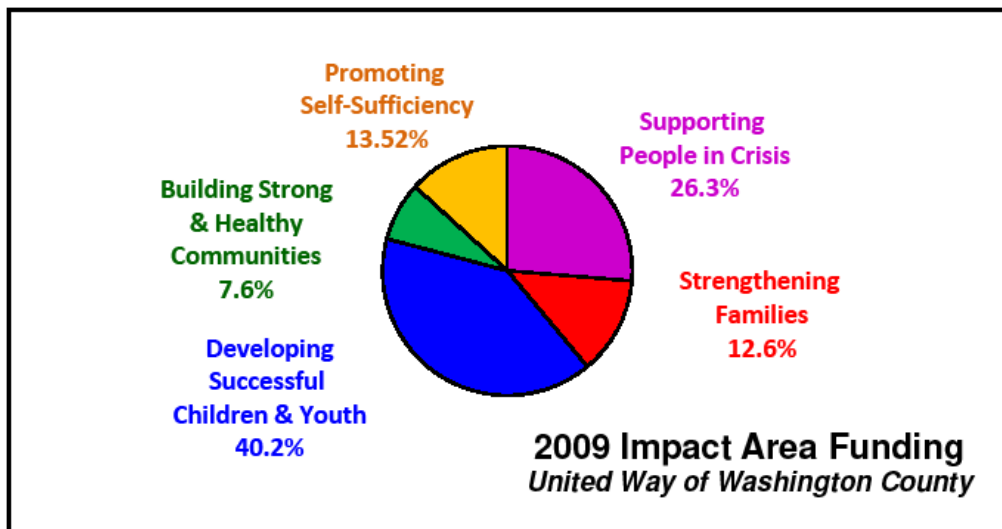 Promoting
Self-Sufficiency
13.52%
Supporting
People in Crisis
26.3%
Building Strong
& Healthy
Communities
7.6%
Strengthening
Families
12.6%
Developing
Successful
Children & Youth
40.2%
2009 Impact Area Funding
United Way of Washington County